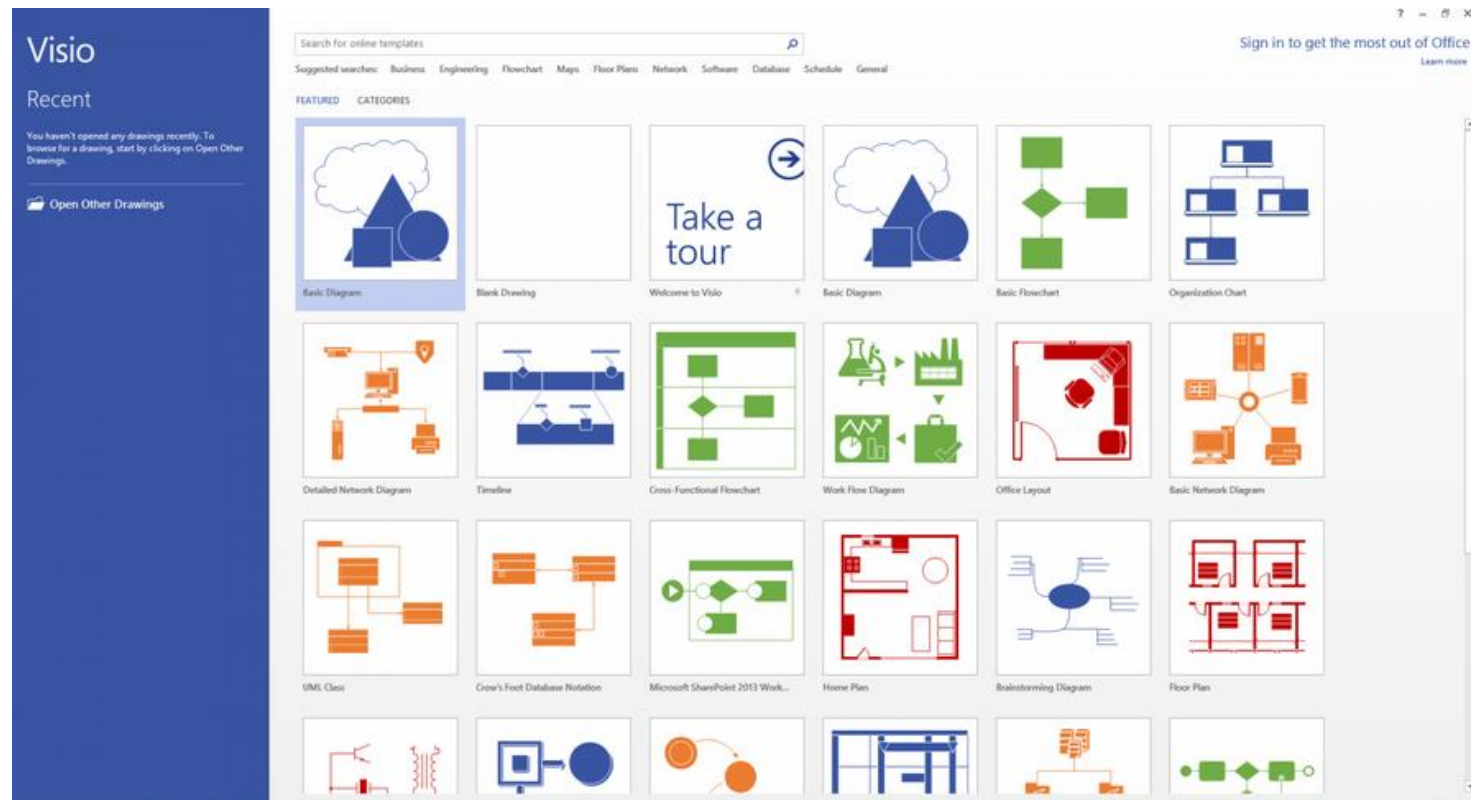 ?
Visio
Search for online templates
Sign in to get the most out of Office
Learn more
Suggested searches: Business Engineering Flowchart Maps Floor Plans Network Software Database Schedule General
Recent
FEATURED CATEGORIES
You haven't opened any drawings recently. To
browse for a drawing, start by clicking on Open Other
Drawings.
Open Other Drawings
Take a
tour
Basic Diagram
Blank Drawing
Welcome to Visio
Basic Diagram
Basic Flowchart
Organization Chart
Detailed Network Diagram
Timeline
Cross-Functional Flowchart
Work Flow Diagram
Office Layout
Basic Network Diagram
UML Class
Crow's Foot Database Notation
Microsoft SharePoint 2013 Work...
Home Plan
Brainstorming Diagram
Floor Plan